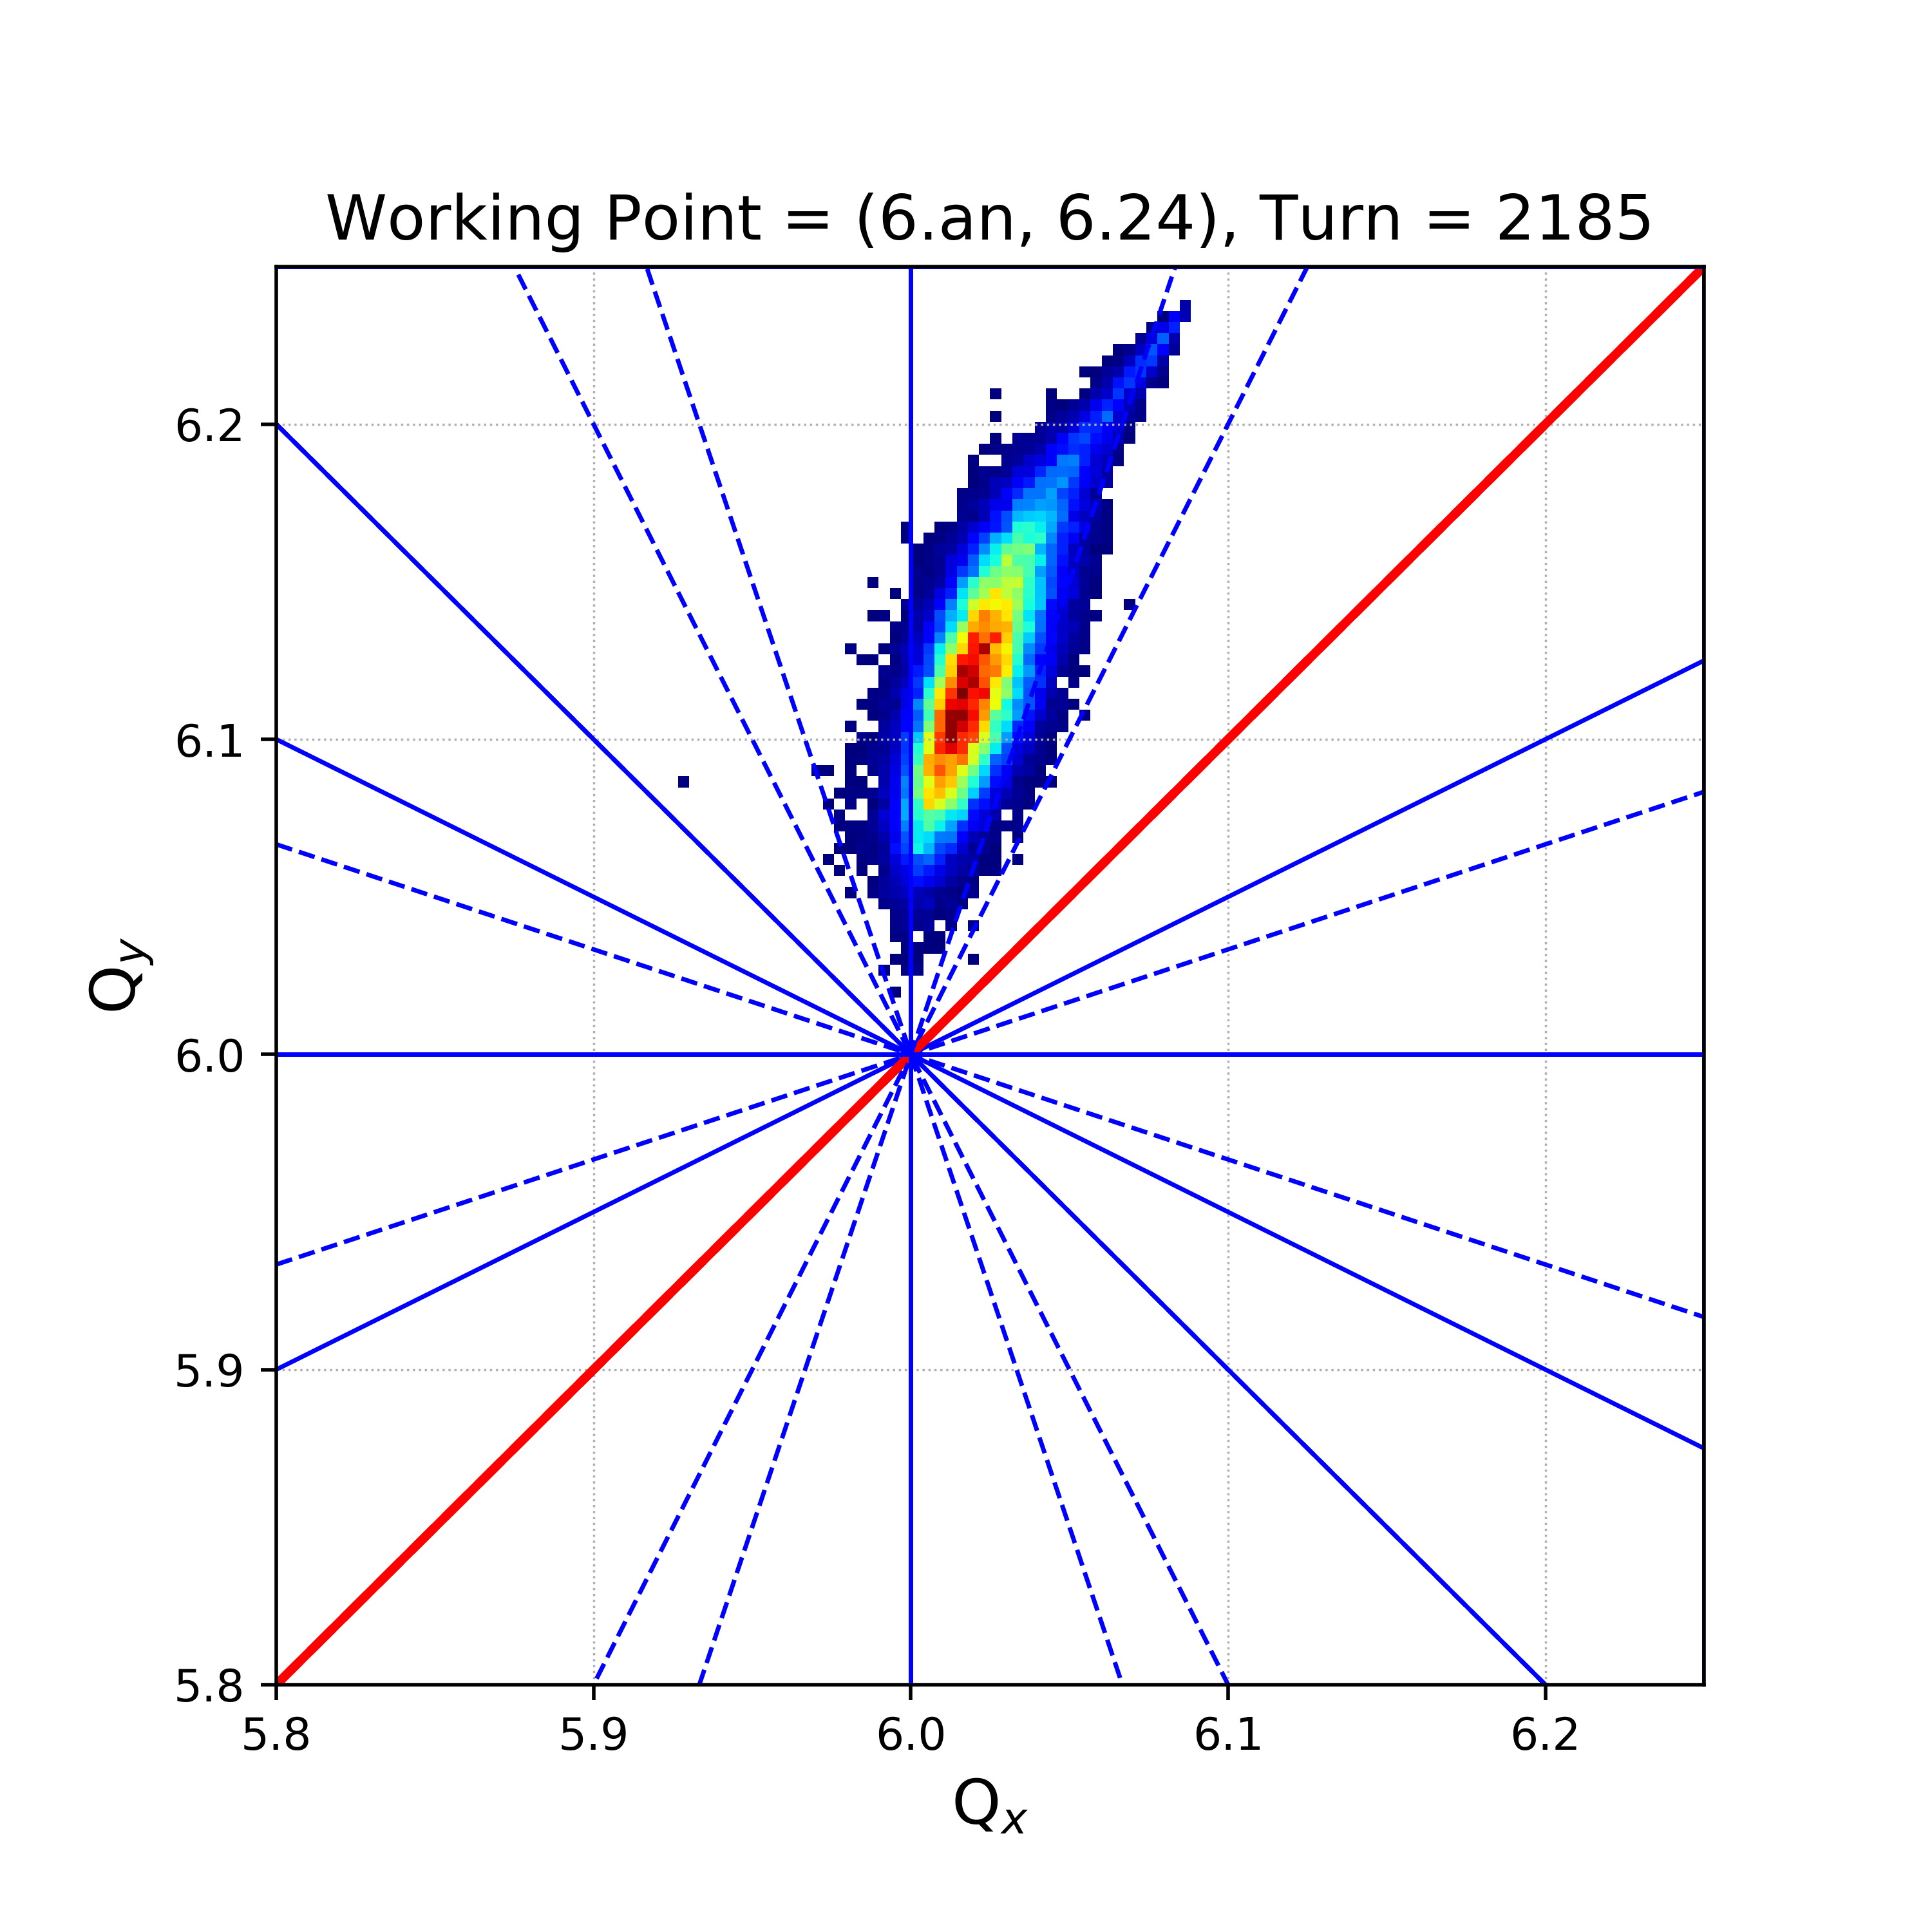 Working Point = (6.an, 6.24), Turn = 2185
6.2
6.1
6.0
5.9
5.8
Qy
5.8 5.9 6.0 6.1 6.2
Qx